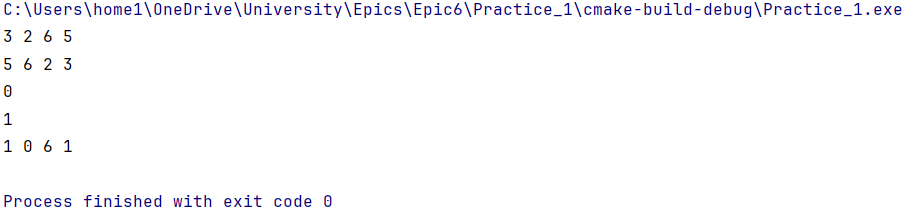 C:\Users\home1\OneDrive\University\Epics\Epic6\Practice_1\cmake-build-debug\Practice_1.exe
3 2 6 5
5 6 2 3
0
1
1 0 6 1
Process finished with exit code 0